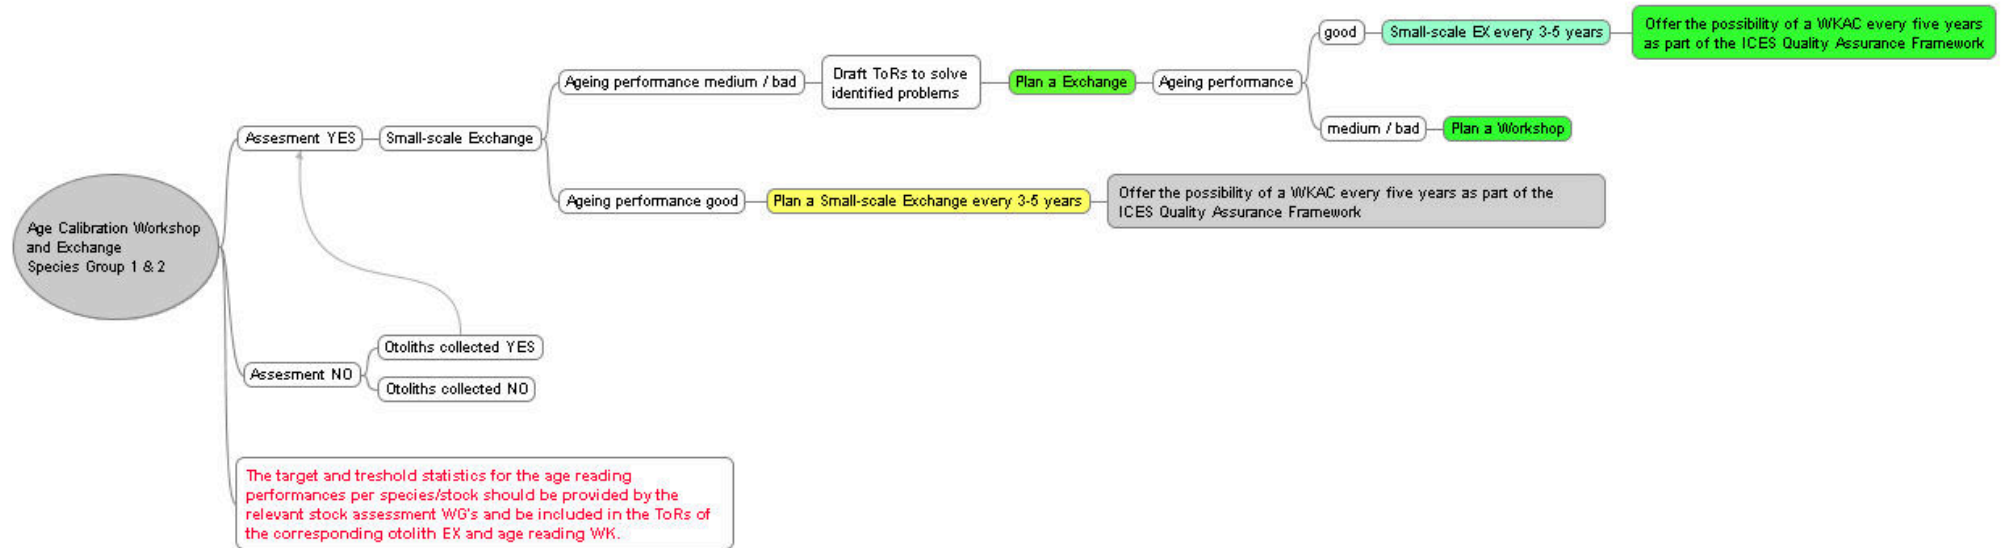 Age Calibration Workshop
and Exchange
Species Group 1 & 2
Assesment YES
Small-scale Exchange
Ageing performance medium / bad
Draft ToRs to solve
identified problems
Plan a Exchange
Ageing performance
good
Small-scale EX every 3-5 years
Offer the possibility of a WKAC every five years
as part of the ICES Quality Assurance Framework
medium / bad
Plan a Workshop
Ageing performance good
Plan a Small-scale Exchange every 3-5 years
Offer the possibility of a WKAC every five years as part of the
ICES Quality Assurance Framework
Assesment NO
Otoliths collected YES
Otoliths collected NO
The target and treshold statistics for the age reading
performances per species/stock should be provided by the
relevant stock assessment WG's and be included in the ToRs of
the corresponding otolith EX and age reading WK.